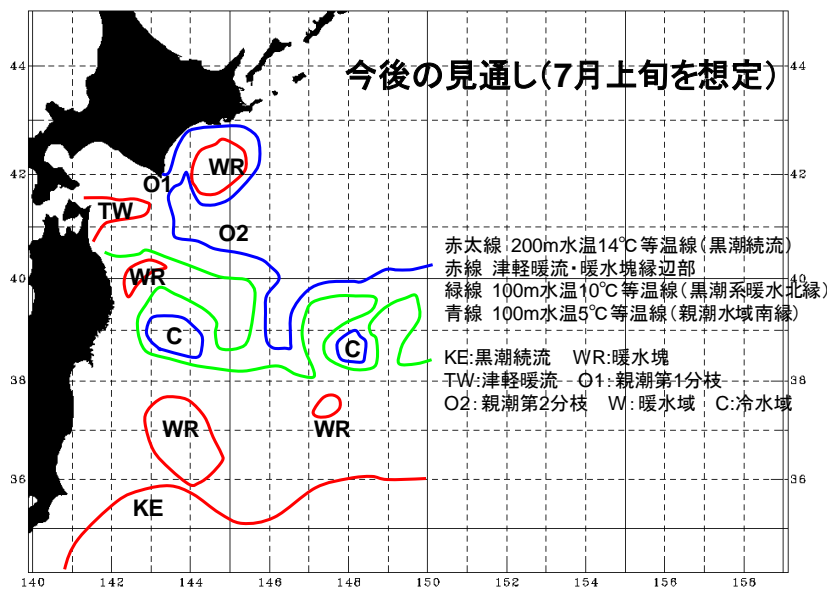 44
今後の見通し(7月上旬を想定)
44
WR
42
O1
42
TW
O2
赤太線 200m水温14℃等温線(黒潮続流)
赤線 津軽暖流・暖水塊縁辺部
40
WR
40
緑線 100m水温10℃等温線(黒潮系暖水北縁)
青線 100m水温5℃等温線(親潮水域南縁)
C
C
KE:黒潮続流 WR:暖水塊
38
TW:津軽暖流 O1:親潮第1分枝
38
O2:親潮第2分枝 W:暖水域 C:冷水域
WR
WR
36
36
KE
140 142 144 146 148 150 152 154 156 158